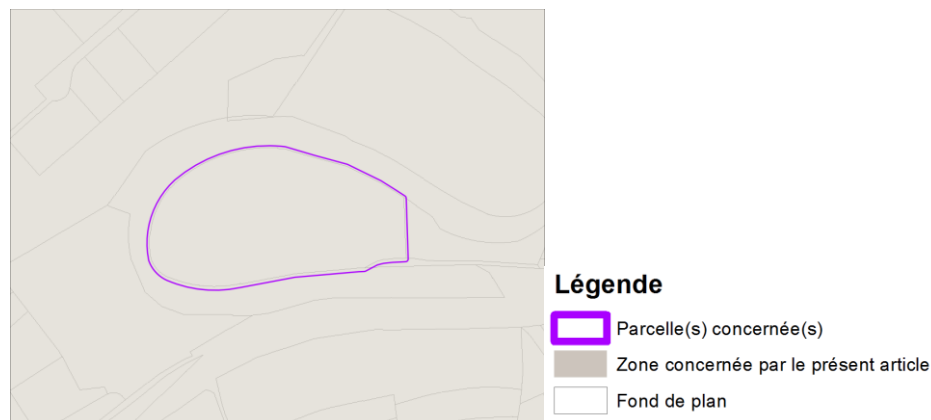 Légende
Parcelle(s) concernée(s)
Zone concernée par le présent article
Fond de plan